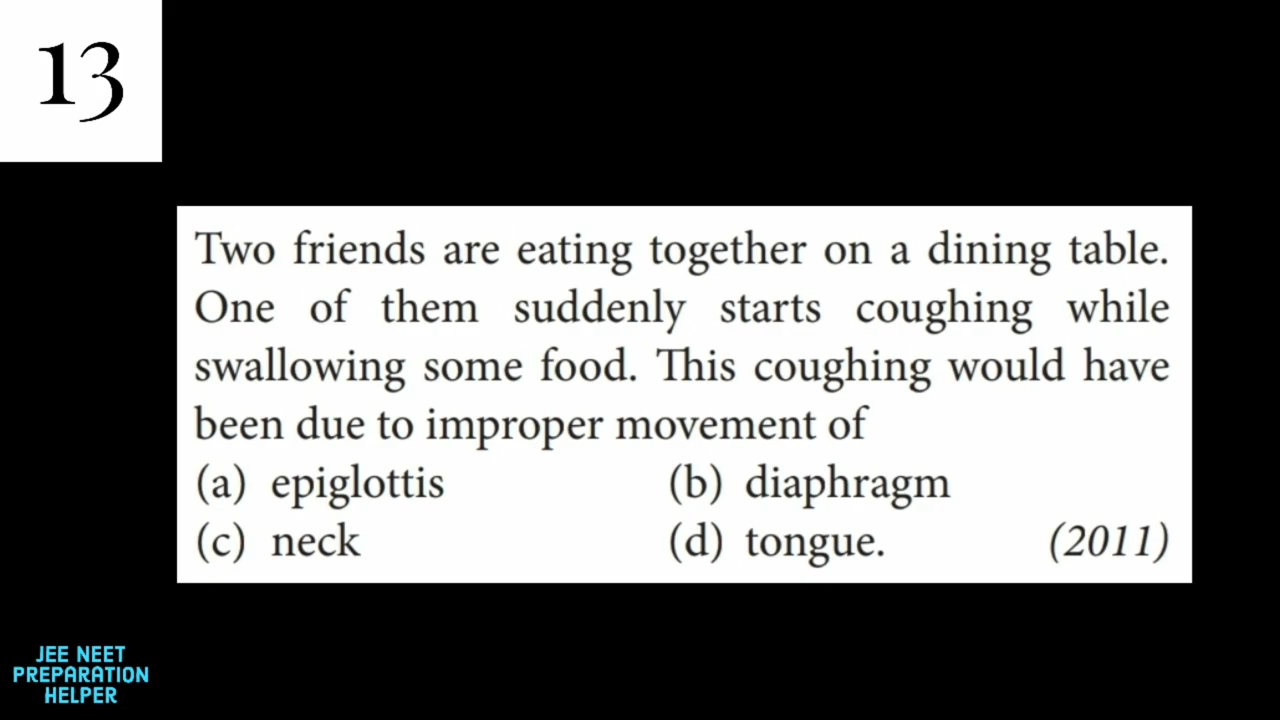 13
Two friends are eating together on a dining table.
One of them suddenly starts coughing while
swallowing some food. This coughing would have
been due to improper movement of
(a) epiglottis (b) diaphragm
(c) neck (d) tongue. (2011)
JEE NEET
PREPARATION
HELPER